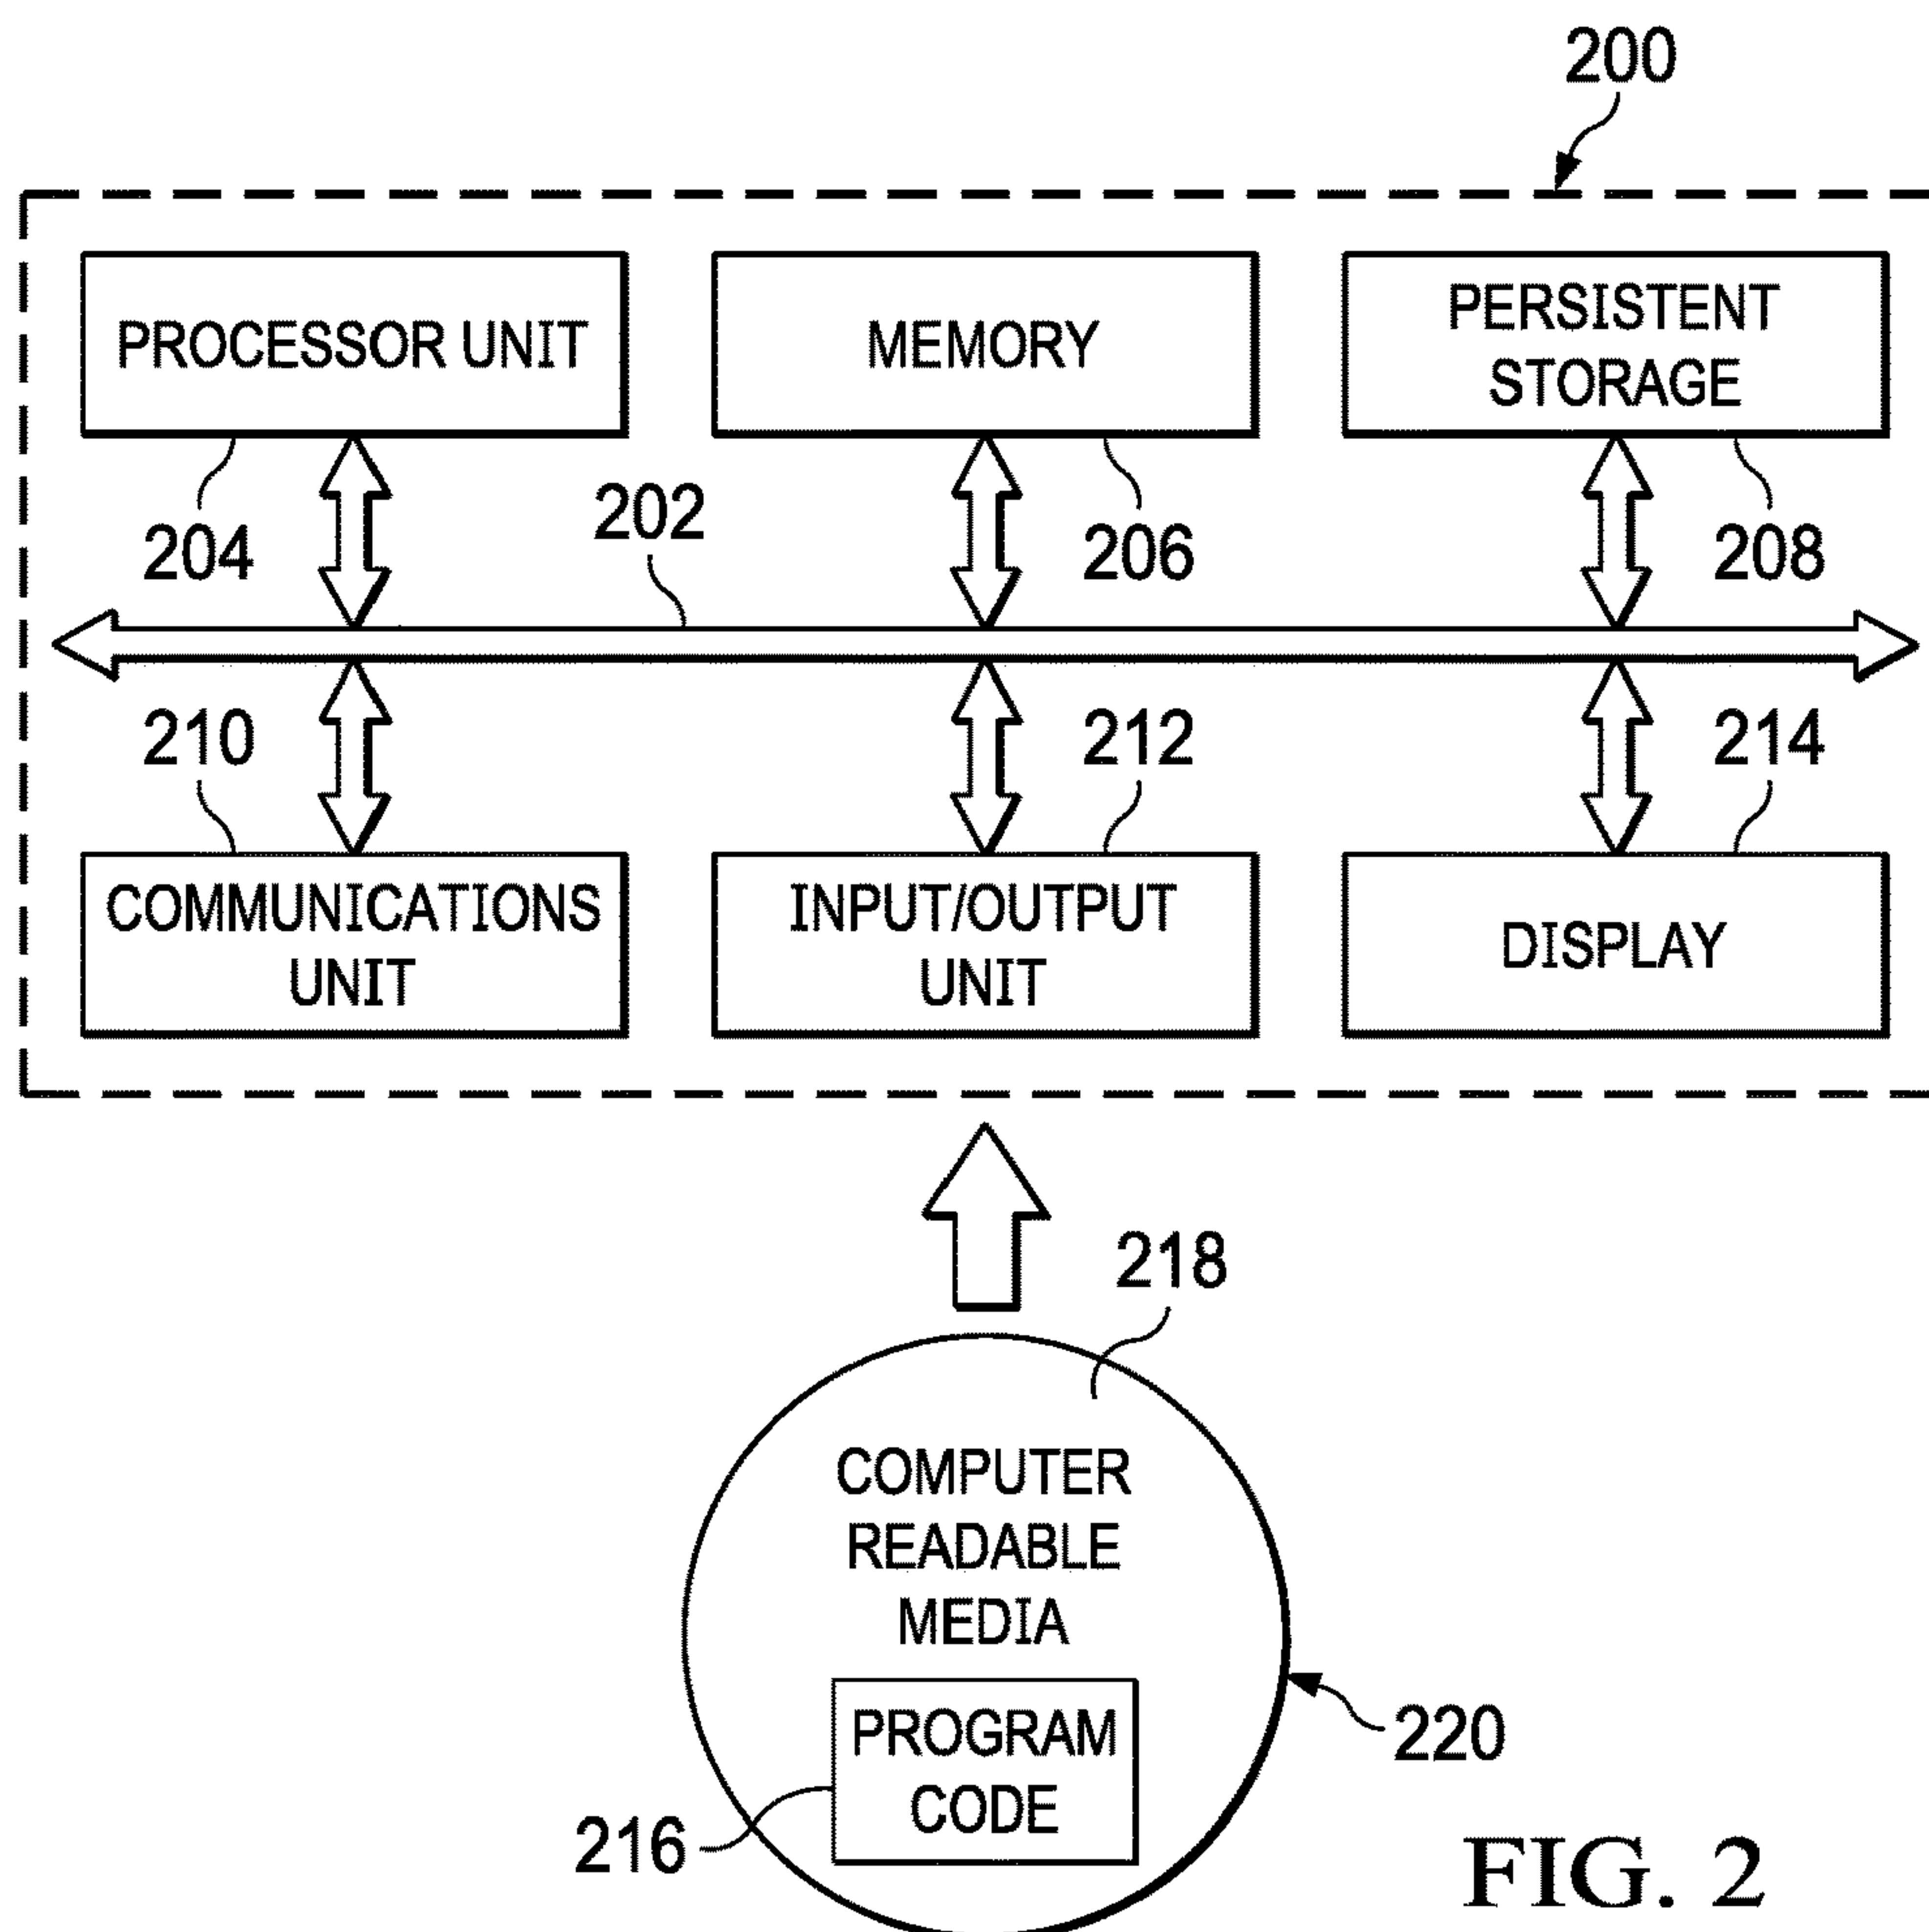 200
PROCESSOR UNIT
MEMORY
PERSISTENT
STORAGE
204
202
206
208
210
212
214
COMMUNICATIONS
UNIT
INPUT/OUTPUT
UNIT
DISPLAY
218
COMPUTER
READABLE
MEDIA
PROGRAM
CODE
220
216
FIG. 2